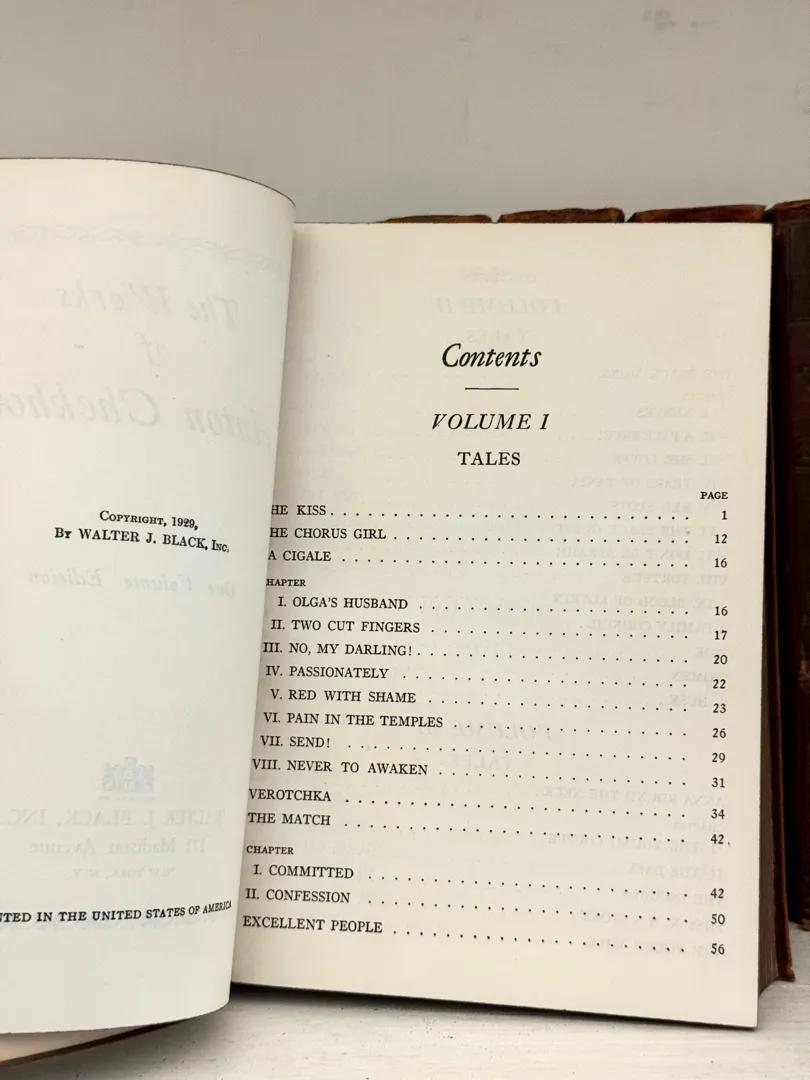 COPYRIGHT, 1929,
BY WALTER J. BLACK, INC.
NTED IN THE UNITED STATES OF AMERICA
Contents
VOLUME I
TALES
PAGE
HE KISS . . . . . . . . . . . . . . . . . . . . 1
HE CHORUS GIRL . . . . . . . . . . . . . . . . . 12
A CIGALE . . . . . . . . . . . . . . . . . . . . 16
HAPTER
I. OLGA'S HUSBAND . . . . . . . . . . . . . . . . 16
II. TWO CUT FINGERS . . . . . . . . . . . . . . . 17
III. NO, MY DARLING! . . . . . . . . . . . . . . . 20
IV. PASSIONATELY . . . . . . . . . . . . . . . . . 22
V. RED WITH SHAME . . . . . . . . . . . . . . . . 23
VI. PAIN IN THE TEMPLES . . . . . . . . . . . . . 26
VII. SEND! . . . . . . . . . . . . . . . . . . . . 29
VIII. NEVER TO AWAKEN . . . . . . . . . . . . . . 31
VEROTCHKA . . . . . . . . . . . . . . . . . . . . 34
THE MATCH . . . . . . . . . . . . . . . . . . . . 42
CHAPTER
I. COMMITTED . . . . . . . . . . . . . . . . . . . 42
II. CONFESSION . . . . . . . . . . . . . . . . . . 50
EXCELLENT PEOPLE . . . . . . . . . . . . . . . . . 56